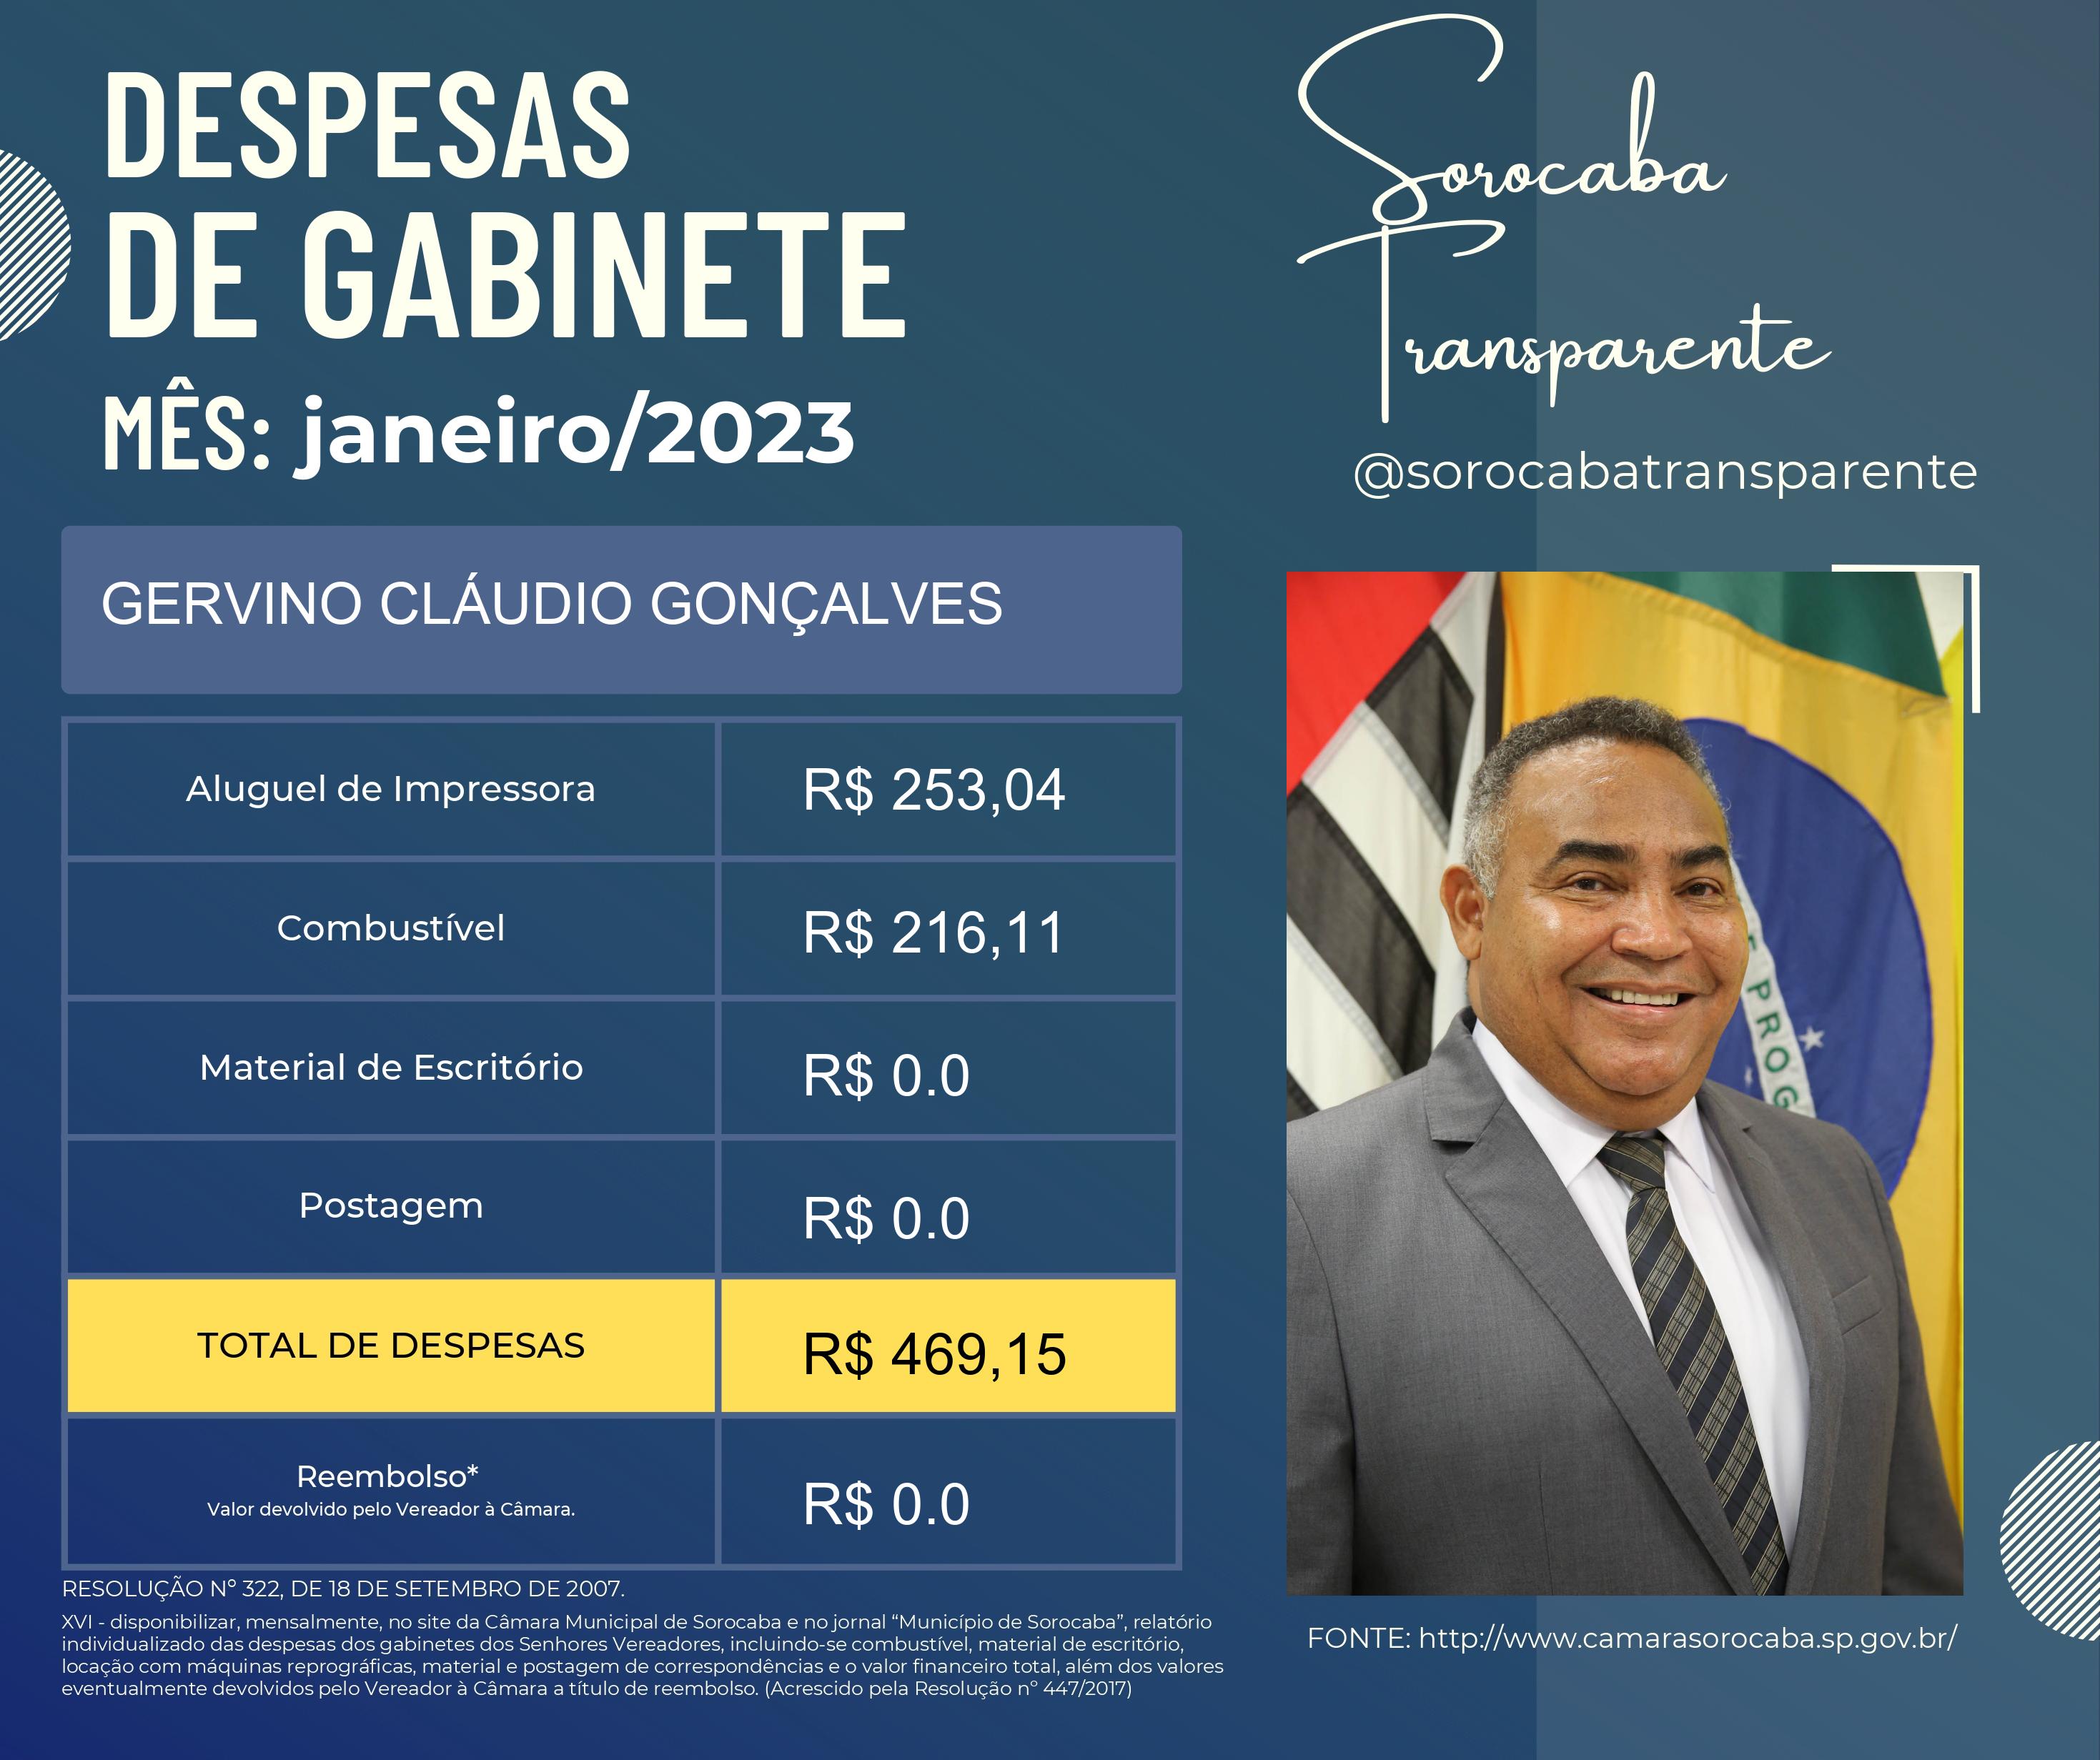 DESPESAS
DE GABINETE
MÊS: janeiro/2023
Sorocaba
Transparente
@sorocabatransparente
GERVINO CLÁUDIO GONÇALVES
Aluguel de Impressora R$ 253,04
Combustível R$ 216,11
Material de Escritório R$ 0.0
Postagem R$ 0.0
TOTAL DE DESPESAS R$ 469,15
Reembolso* R$ 0.0
Valor devolvido pelo Vereador à Câmara.
RESOLUÇÃO Nº 322, DE 18 DE SETEMBRO DE 2007.
XVI - disponibilizar, mensalmente, no site da Câmara Municipal de Sorocaba e no jornal “Município de Sorocaba”, relatório
individualizado das despesas dos gabinetes dos Senhores Vereadores, incluindo-se combustível, material de escritório,
locação com máquinas reprográficas, material e postagem de correspondências e o valor financeiro total, além dos valores
eventualmente devolvidos pelo Vereador à Câmara a título de reembolso. (Acrescido pela Resolução nº 447/2017)
E PROG
FONTE: http://www.camarasorocaba.sp.gov.br/